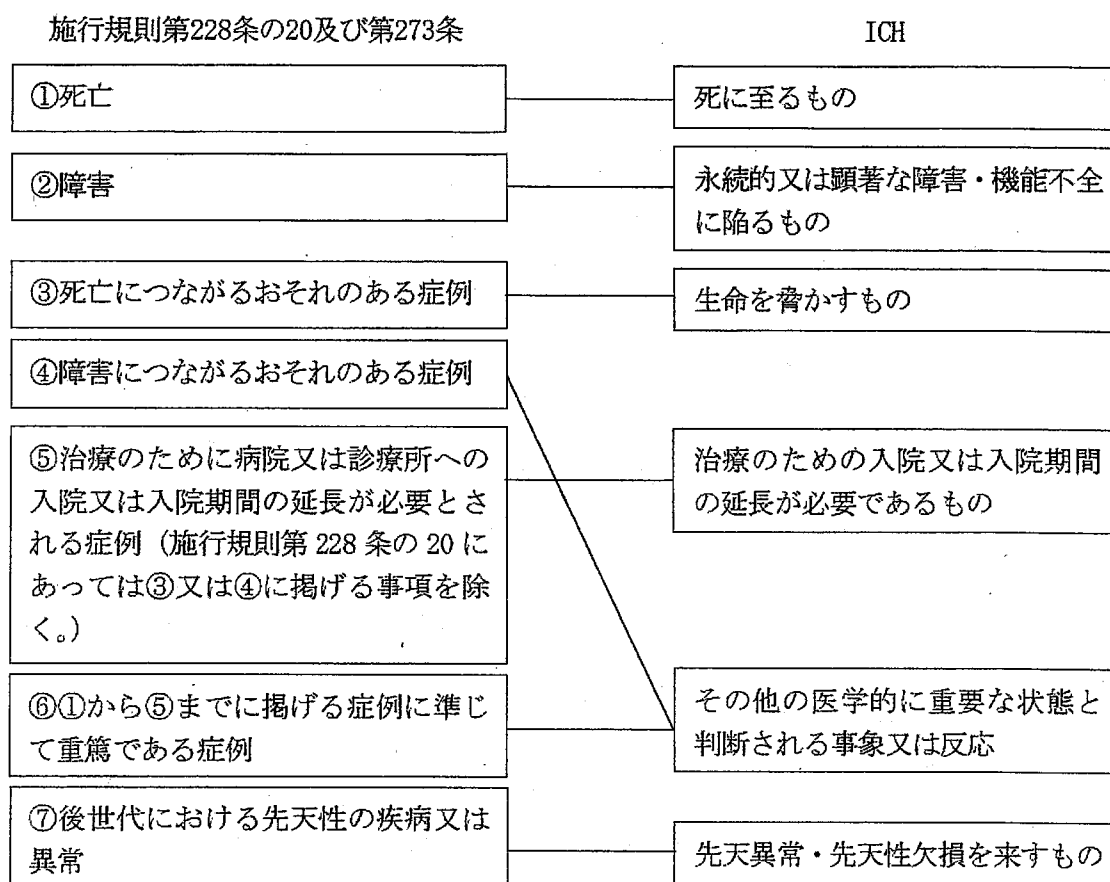 施行規則第228条の20及び第273条
ICH
①死亡
死に至るもの
②障害
永続的又は顕著な障害・機能不全
に陥るもの
③死亡につながるおそれのある症例
生命を脅かすもの
④障害につながるおそれのある症例
⑤治療のために病院又は診療所への
入院又は入院期間の延長が必要とさ
れる症例（施行規則第 228 条の 20 に
あっては③又は④に掲げる事項を除
く。）
治療のための入院又は入院期間
の延長が必要であるもの
⑥①から⑤までに掲げる症例に準じ
て重篤である症例
その他の医学的に重要な状態と
判断される事象又は反応
⑦後世代における先天性の疾病又は
異常
先天異常・先天性欠損を来すもの